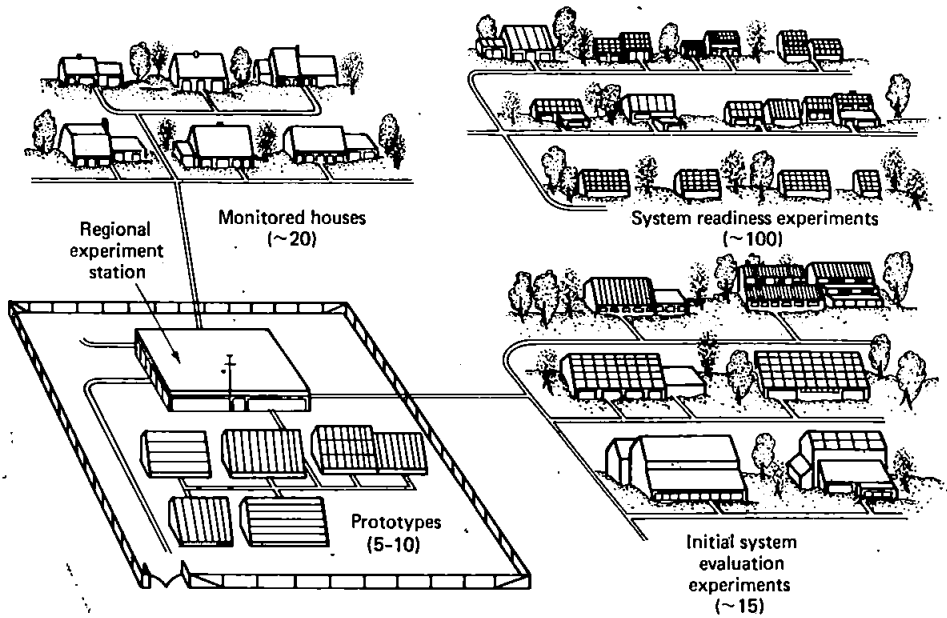 Monitored houses
(~20)
System readiness experiments
(~100)
Regional
experiment
station
Prototypes
(5-10)
Initial system
evaluation
experiments
(~15)